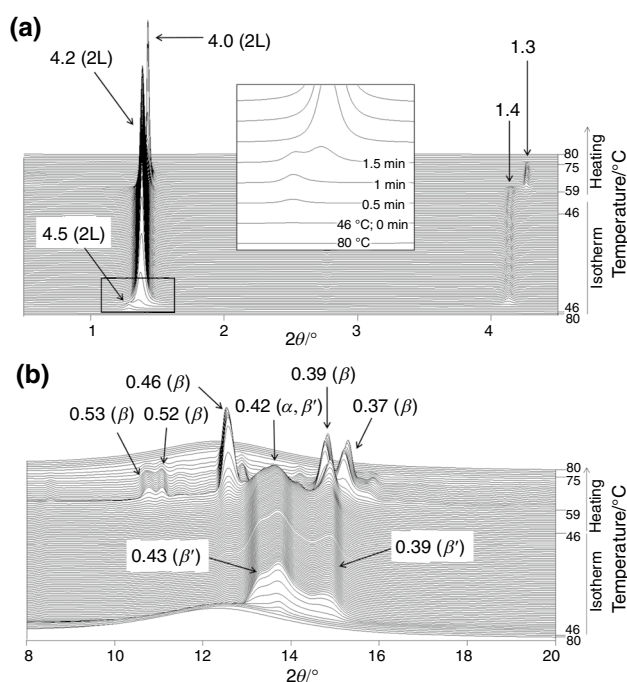 (a)
4.0 (2L)
4.2 (2L)
1.3
1.4
1.5 min
1 min
0.5 min
46 °C; 0 min
80 °C
4.5 (2L)
80
75
59
46
46
80
Heating
Isotherm
Temperature/°C
1
2
3
4
2θ/°
(b)
0.46 (β)
0.39 (β)
0.53 (β)
0.52 (β)
0.42 (α, β′)
0.37 (β)
0.43 (β′)
0.39 (β′)
80
75
59
46
46
80
Heating
Isotherm
Temperature/°C
8
10
12
14
16
18
20
2θ/°